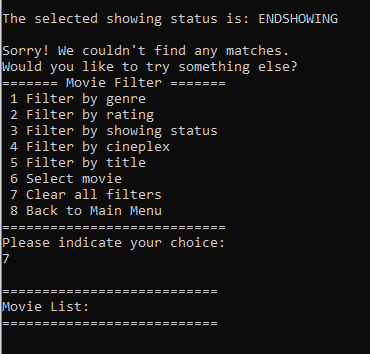 The selected showing status is: ENDSHOWING
Sorry! We couldn't find any matches.
Would you like to try something else?
======= Movie Filter =======
1 Filter by genre
2 Filter by rating
3 Filter by showing status
4 Filter by cineplex
5 Filter by title
6 Select movie
7 Clear all filters
8 Back to Main Menu
============================
Please indicate your choice:
7
===========================
Movie List:
===========================